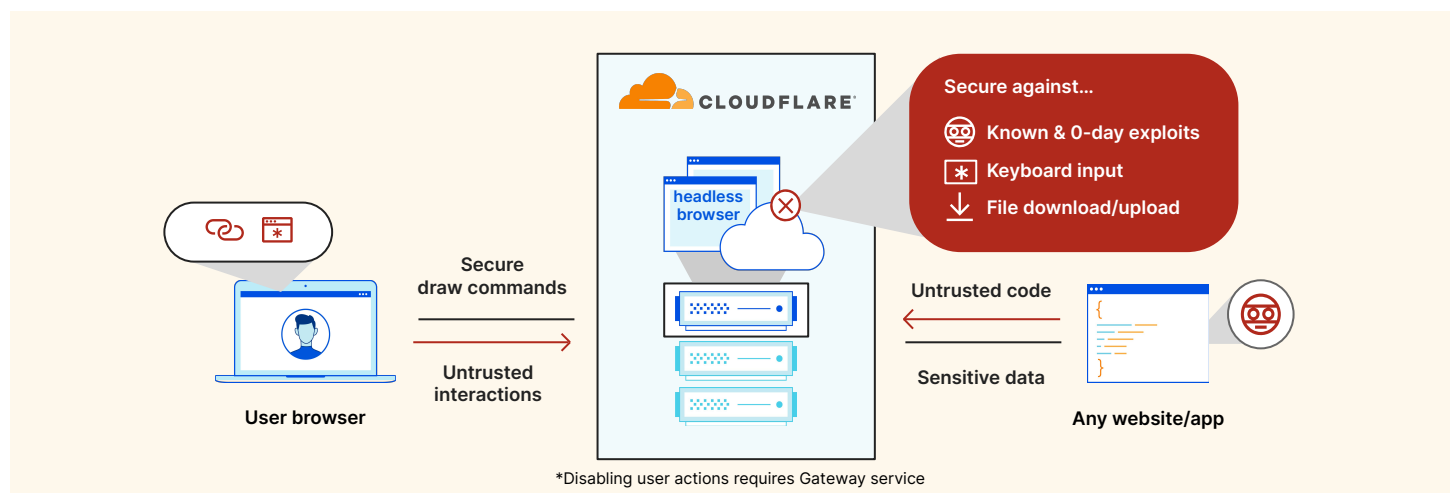 CLOUDFLARE
Secure against...
Known & 0-day exploits
Keyboard input
File download/upload
headless
browser
Secure
draw commands
Untrusted
interactions
User browser
Untrusted code
Sensitive data
{
}
Any website/app
*Disabling user actions requires Gateway service